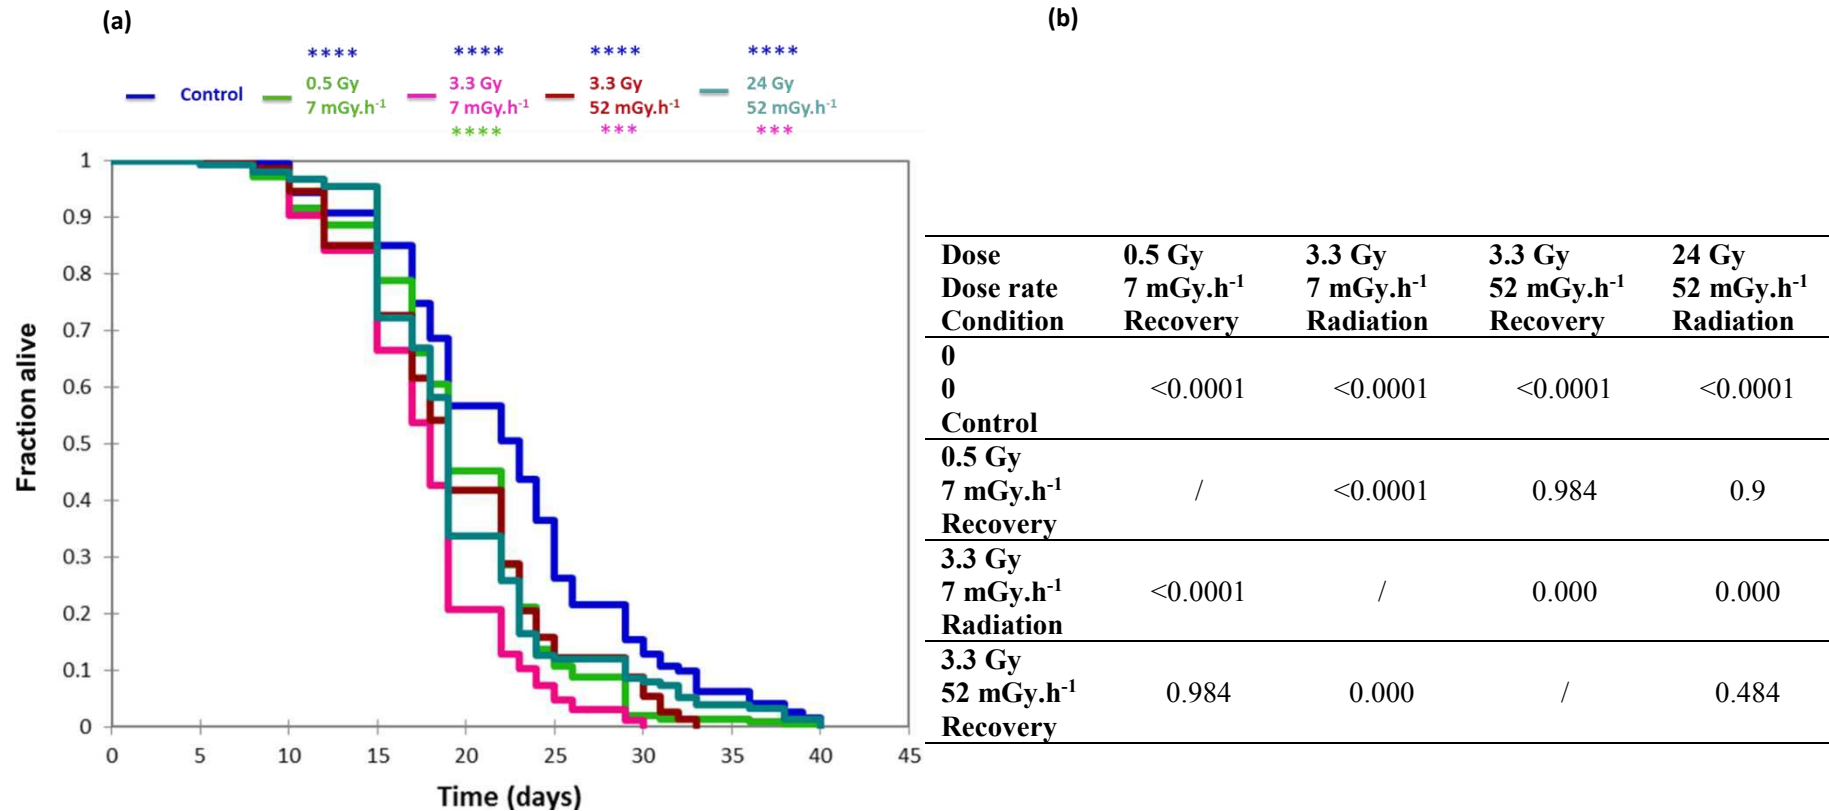 (a)
(b)
**** **** **** ****
Control
0.5 Gy
7 mGy.h-1
3.3 Gy
7 mGy.h-1
3.3 Gy
52 mGy.h-1
24 Gy
52 mGy.h-1
**** *** ***
Fraction alive
1
0.9
0.8
0.7
0.6
0.5
0.4
0.3
0.2
0.1
0
0 5 10 15 20 25 30 35 40 45
Time (days)
Dose 0.5 Gy 3.3 Gy 3.3 Gy 24 Gy
Dose rate 7 mGy.h-1 7 mGy.h-1 52 mGy.h-1 52 mGy.h-1
Condition Recovery Radiation Recovery Radiation
0
0 <0.0001 <0.0001 <0.0001 <0.0001
Control
0.5 Gy
7 mGy.h-1 / <0.0001 0.984 0.9
Recovery
3.3 Gy
7 mGy.h-1 <0.0001 / 0.000 0.000
Radiation
3.3 Gy
52 mGy.h-1 0.984 0.000 / 0.484
Recovery